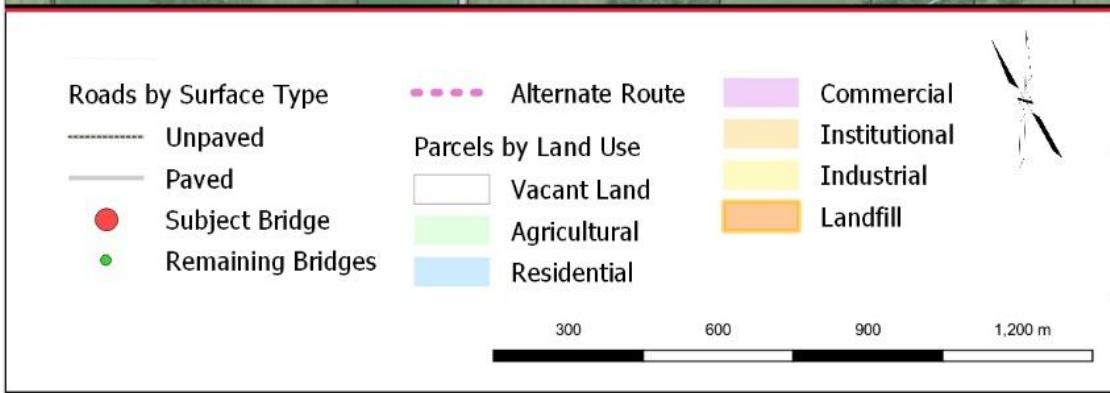 Roads by Surface Type
Unpaved
Paved
Subject Bridge
Remaining Bridges
Alternate Route
Parcels by Land Use
Vacant Land
Agricultural
Residential
Commercial
Institutional
Industrial
Landfill
300 600 900 1,200 m